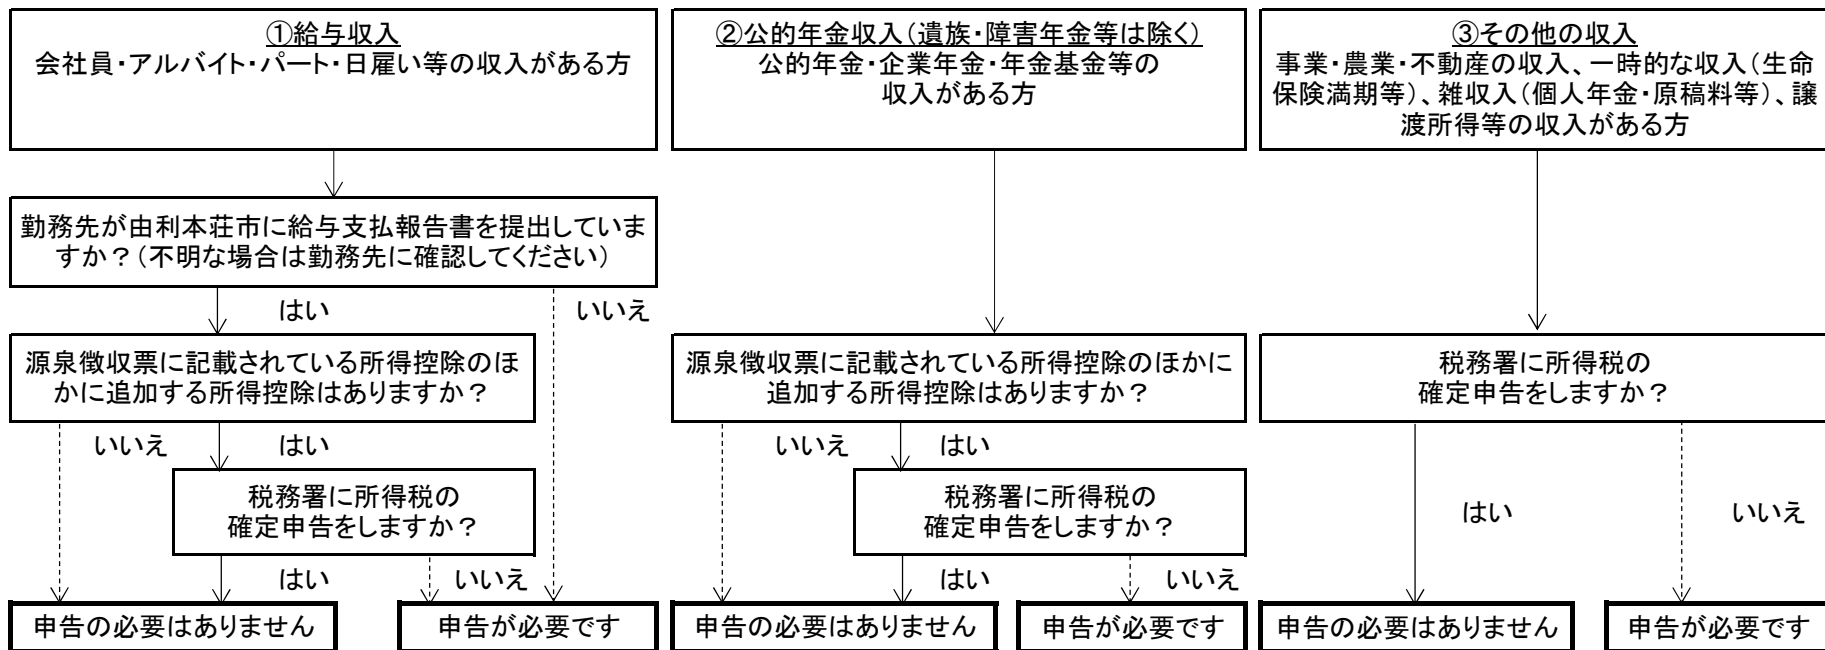 ①給与収入
会社員・アルバイト・パート・日雇い等の収入がある方
勤務先が由利本荘市に給与支払報告書を提出していま
すか？（不明な場合は勤務先に確認してください）
はい
いいえ
源泉徴収票に記載されている所得控除のほ
かに追加する所得控除はありますか？
いいえ
はい
税務署に所得税の
確定申告をしますか？
はい
いいえ
申告の必要はありません
申告が必要です
②公的年金収入（遺族・障害年金等は除く）
公的年金・企業年金・年金基金等の
収入がある方
源泉徴収票に記載されている所得控除のほかに
追加する所得控除はありますか？
いいえ
はい
税務署に所得税の
確定申告をしますか？
はい
いいえ
申告の必要はありません
申告が必要です
③その他の収入
事業・農業・不動産の収入、一時的な収入（生命
保険満期等）、雑収入（個人年金・原稿料等）、譲
渡所得等の収入がある方
税務署に所得税の
確定申告をしますか？
はい
いいえ
申告の必要はありません
申告が必要です